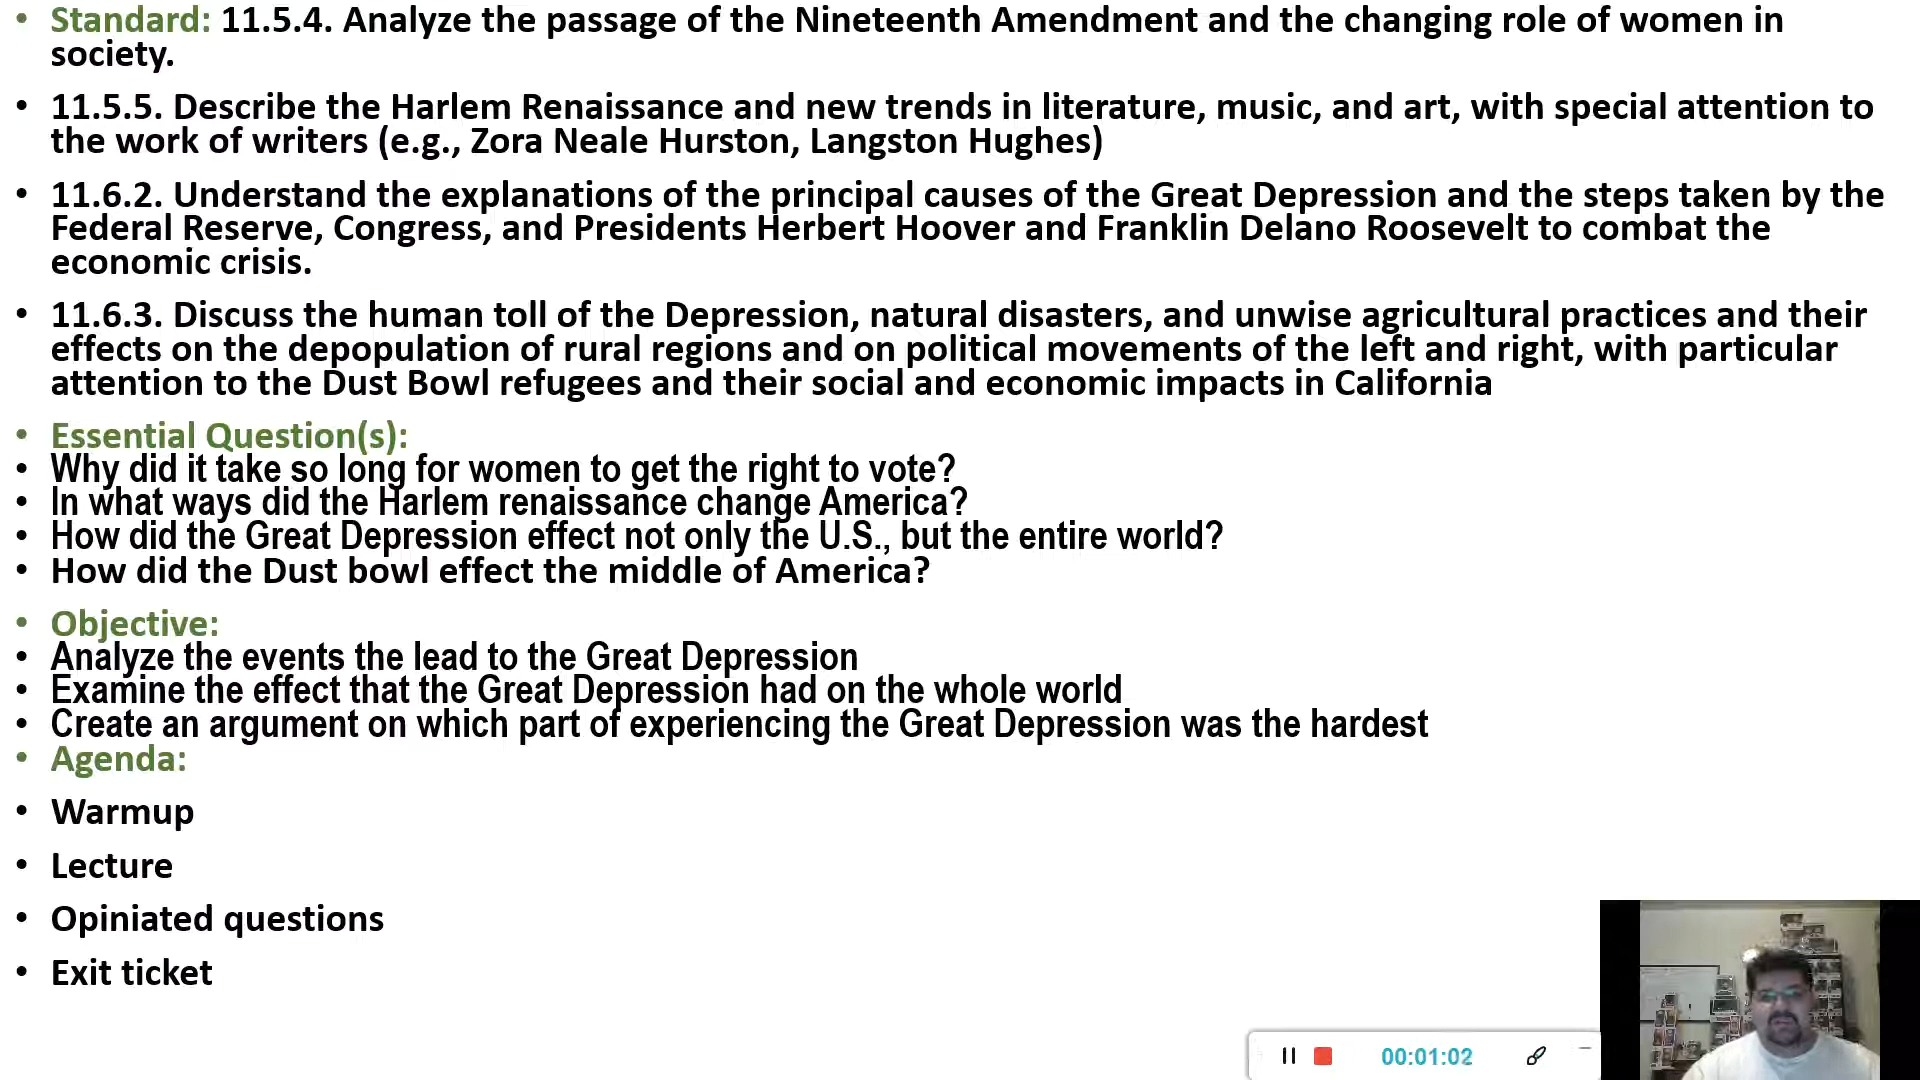 • Standard: 11.5.4. Analyze the passage of the Nineteenth Amendment and the changing role of women in
society.
• 11.5.5. Describe the Harlem Renaissance and new trends in literature, music, and art, with special attention to
the work of writers (e.g., Zora Neale Hurston, Langston Hughes)
• 11.6.2. Understand the explanations of the principal causes of the Great Depression and the steps taken by the
Federal Reserve, Congress, and Presidents Herbert Hoover and Franklin Delano Roosevelt to combat the
economic crisis.
• 11.6.3. Discuss the human toll of the Depression, natural disasters, and unwise agricultural practices and their
effects on the depopulation of rural regions and on political movements of the left and right, with particular
attention to the Dust Bowl refugees and their social and economic impacts in California
• Essential Question(s):
• Why did it take so long for women to get the right to vote?
• In what ways did the Harlem renaissance change America?
• How did the Great Depression effect not only the U.S., but the entire world?
• How did the Dust bowl effect the middle of America?
• Objective:
• Analyze the events the lead to the Great Depression
• Examine the effect that the Great Depression had on the whole world
• Create an argument on which part of experiencing the Great Depression was the hardest
• Agenda:
• Warmup
• Lecture
• Opiniated questions
• Exit ticket
00:01:02